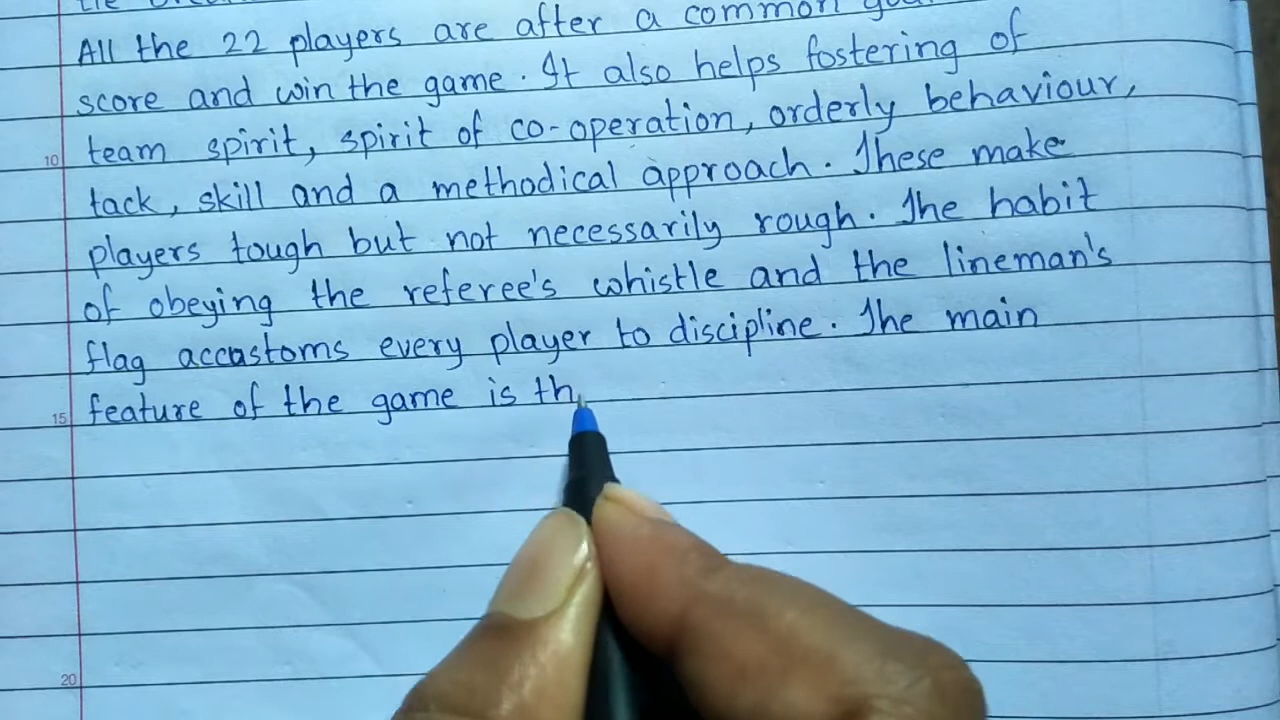 All the 22 players are after a common
score and win the game. It also helps fostering of
10 team spirit, spirit of co-operation, orderly behaviour,
tack, skill and a methodical approach. These make
players tough but not necessarily rough. The habit
of obeying the referee's whistle and the lineman's
flag accastoms every player to discipline. The main
15 feature of the game is th
20